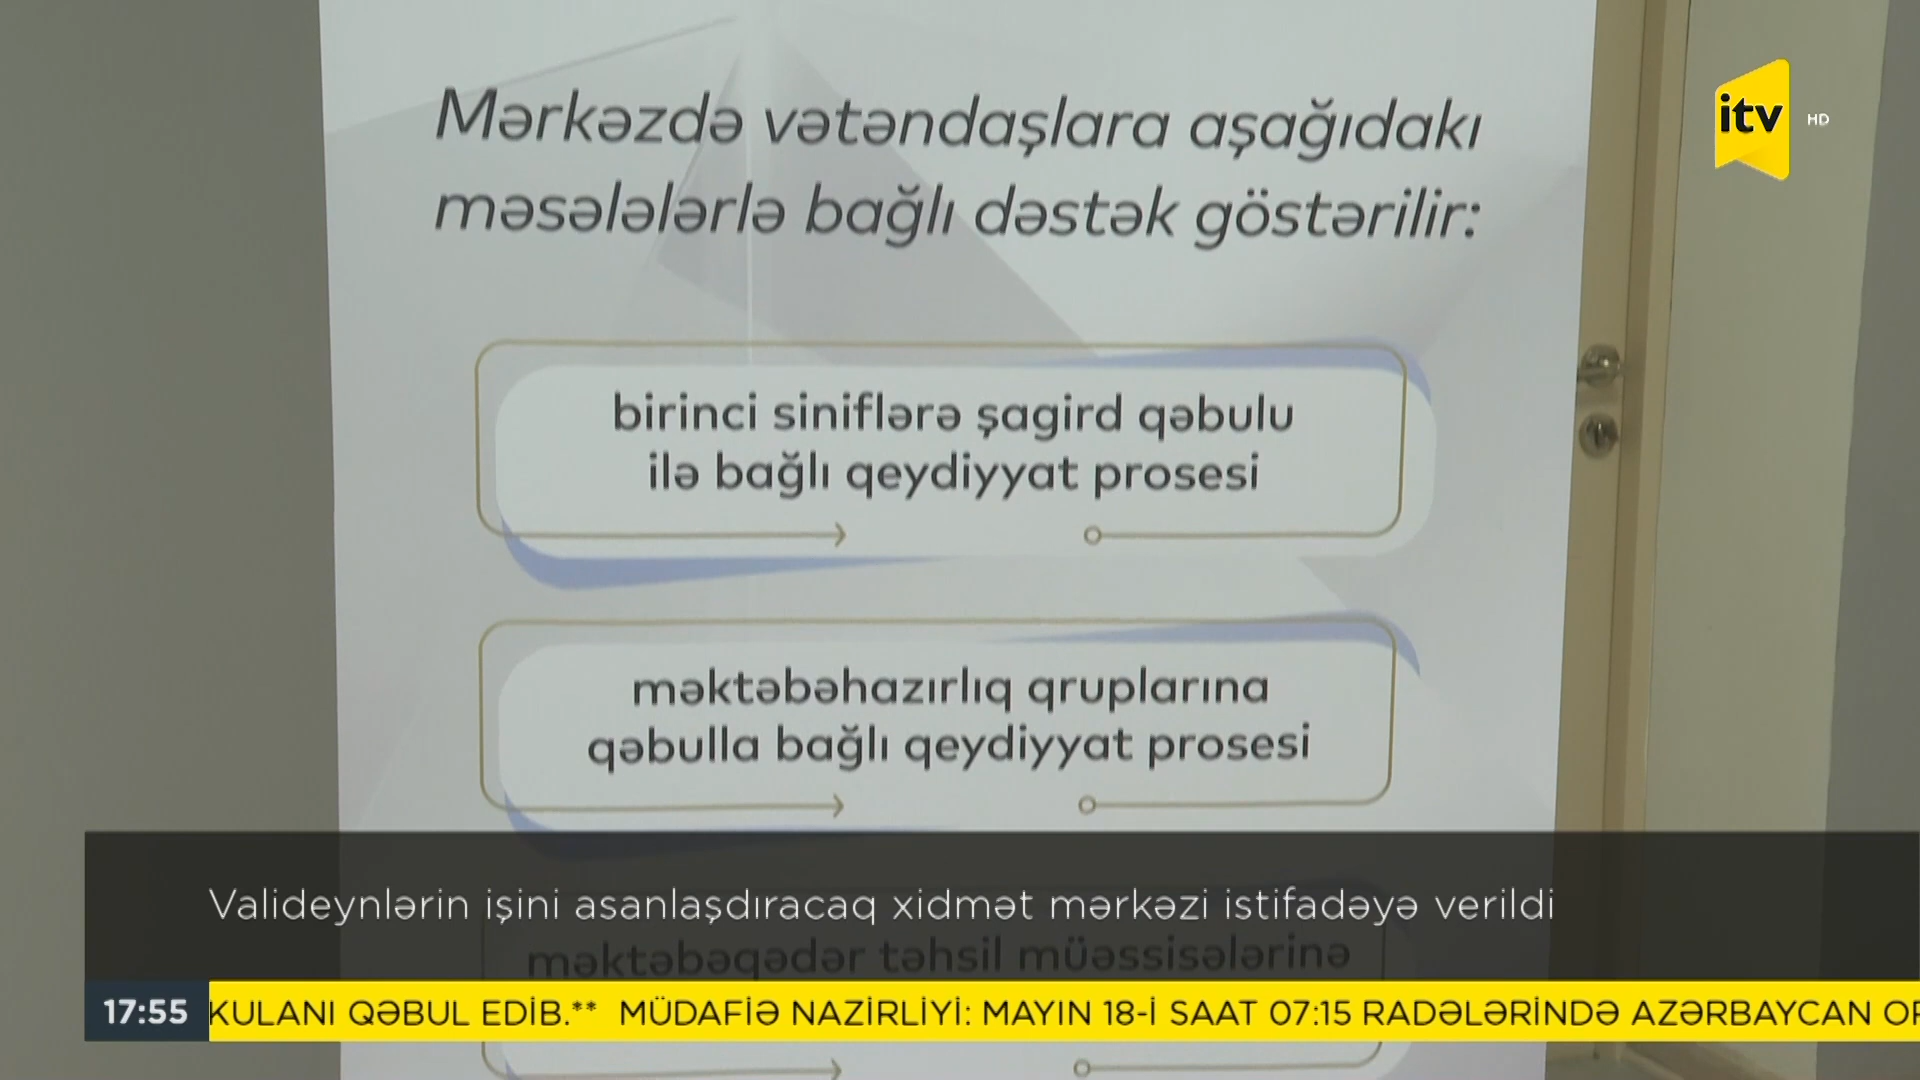 Mərkəzdə vətəndaşlara aşağıdakı
məsələlərlə bağlı dəstək göstərilir:
itv HD
birinci siniflərə şagird qəbulu
ilə bağlı qeydiyyat prosesi
məktəbəhazırlıq qruplarına
qəbulla bağlı qeydiyyat prosesi
Valideynlərin işini asanlaşdıracaq xidmət mərkəzi istifadəyə verildi
məktəbəqədər təhsil müəssisələrinə
17:55 KULANI QƏBUL EDİB.** MÜDAFİƏ NAZİRLİYİ: MAYIN 18-İ SAAT 07:15 RADƏLƏRİNDƏ AZƏRBAYCAN